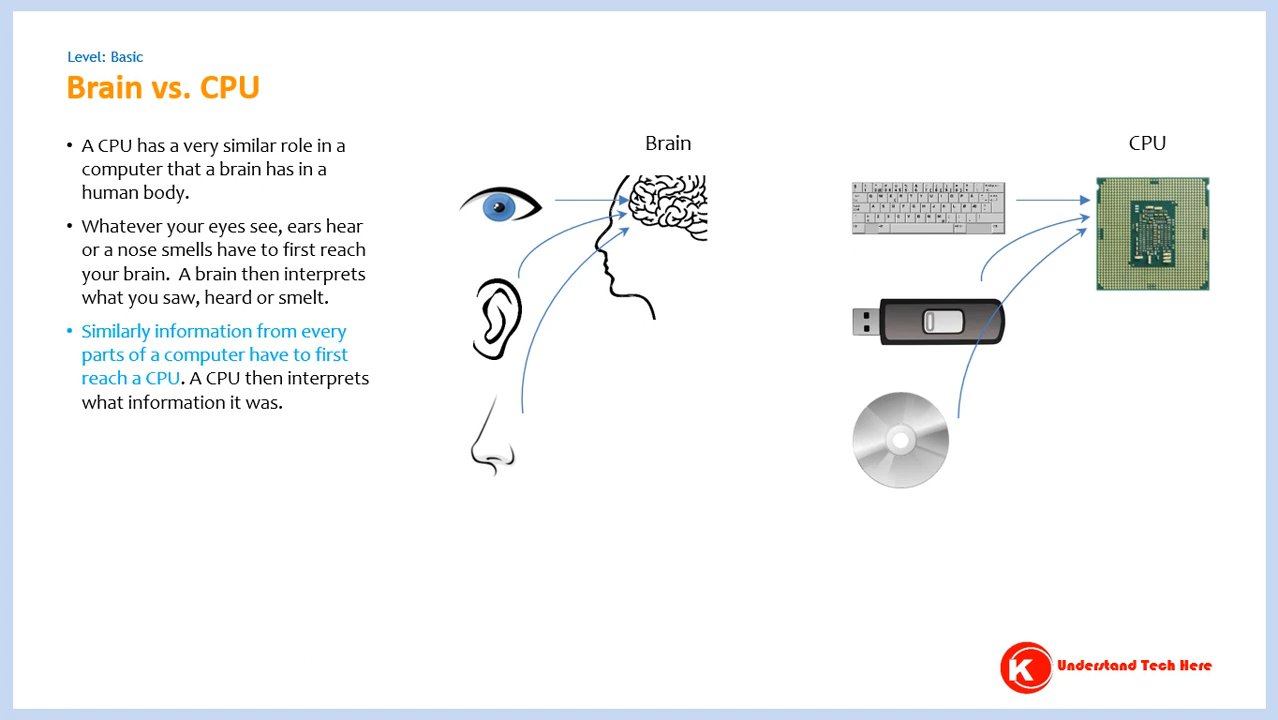 Level: Basic
Brain vs. CPU
• A CPU has a very similar role in a
computer that a brain has in a
human body.
• Whatever your eyes see, ears hear
or a nose smells have to first reach
your brain.  A brain then interprets
what you saw, heard or smelt.
• Similarly information from every
parts of a computer have to first
reach a CPU. A CPU then interprets
what information it was.
Brain
CPU
K Understand Tech Here